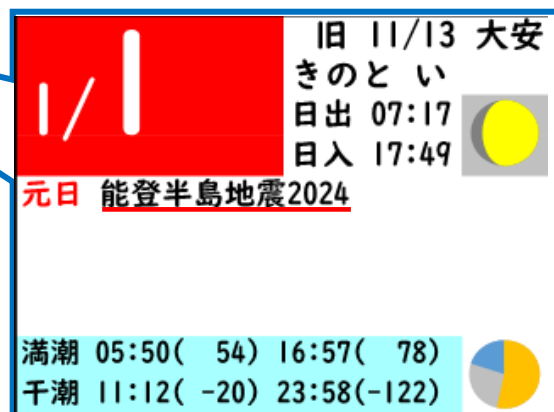 1/1
旧 11/13 大安
きのと い
日出 07:17
日入 17:49
元日 能登半島地震2024
満潮 05:50( 54) 16:57( 78)
干潮 11:12( -20) 23:58(-122)